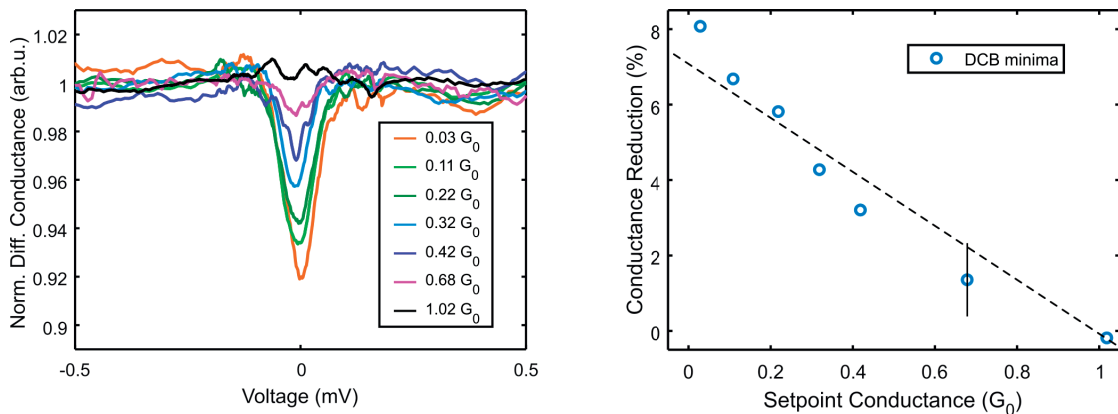 Norm. Diff. Conductance (arb.u.)
1.02
1
0.98
0.96
0.94
0.92
0.9
-0.5
0
0.5
Voltage (mV)
0.03 G0
0.11 G0
0.22 G0
0.32 G0
0.42 G0
0.68 G0
1.02 G0
Conductance Reduction (%)
8
6
4
2
0
0
0.2
0.4
0.6
0.8
1
Setpoint Conductance (G0)
DCB minima